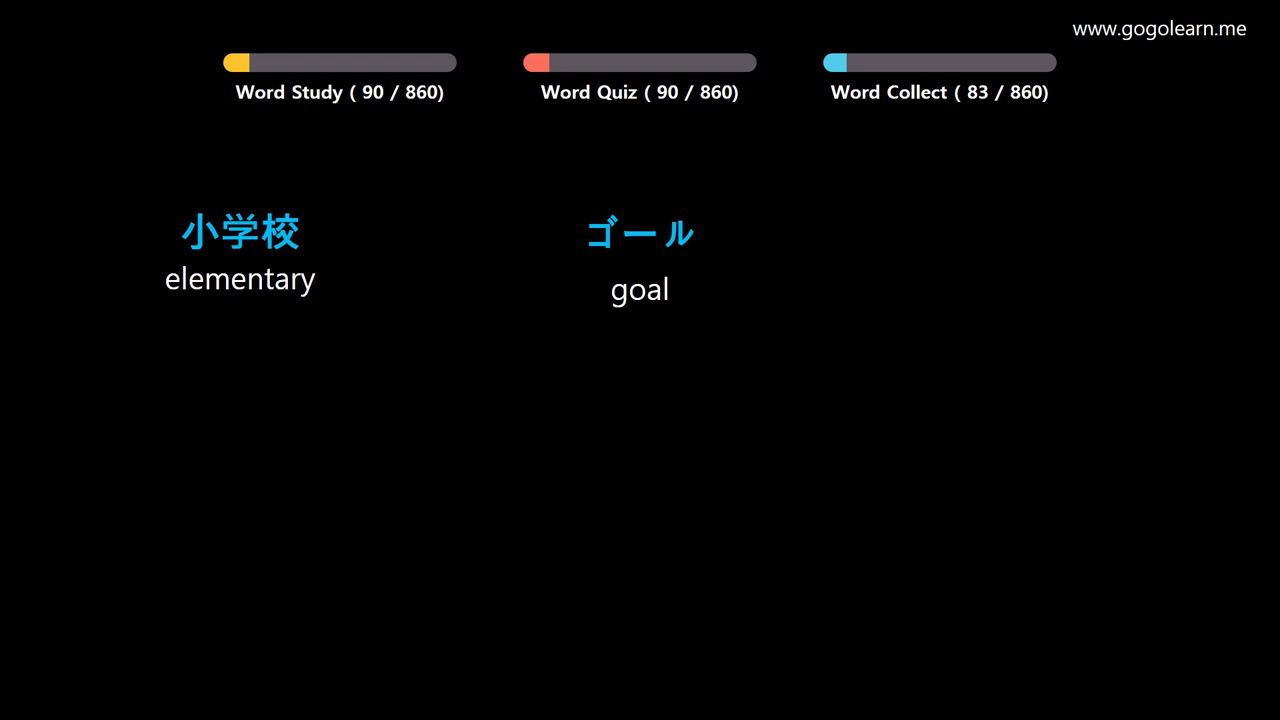 www.gogolearn.me
Word Study ( 90 / 860)
Word Quiz ( 90 / 860)
Word Collect ( 83 / 860)
小学校
elementary
ゴール
goal